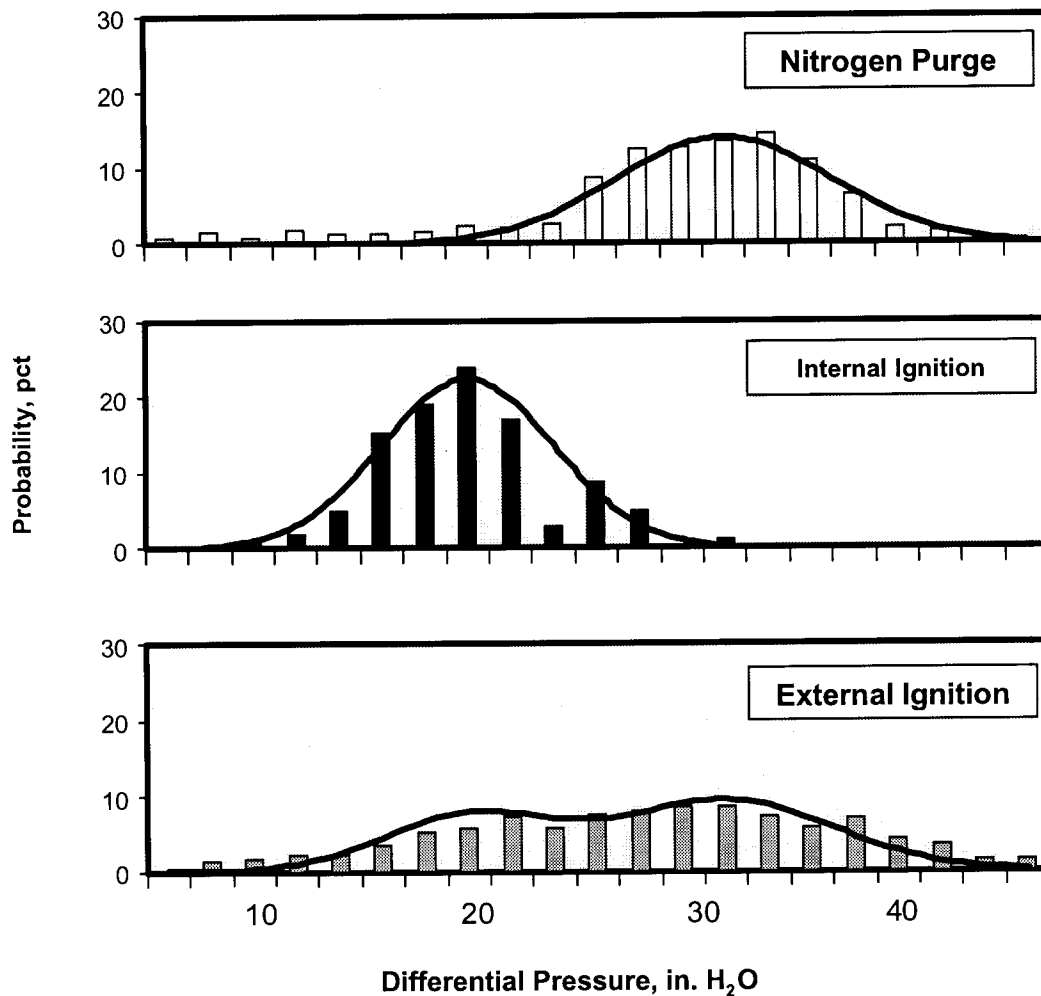 30
20
10
0
Nitrogen Purge
30
20
10
0
Internal Ignition
Probability, pct
30
20
10
0
External Ignition
10 20 30 40
Differential Pressure, in. H₂O